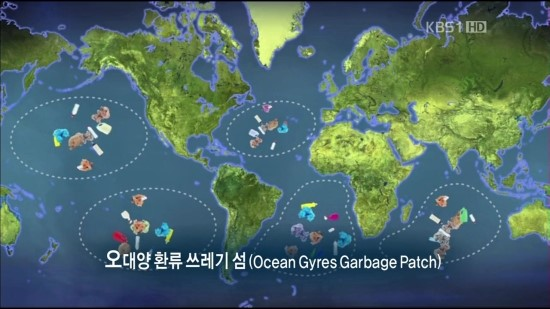 KBS1 HD
오대양 환류 쓰레기 섬 (Ocean Gyres Garbage Patch)